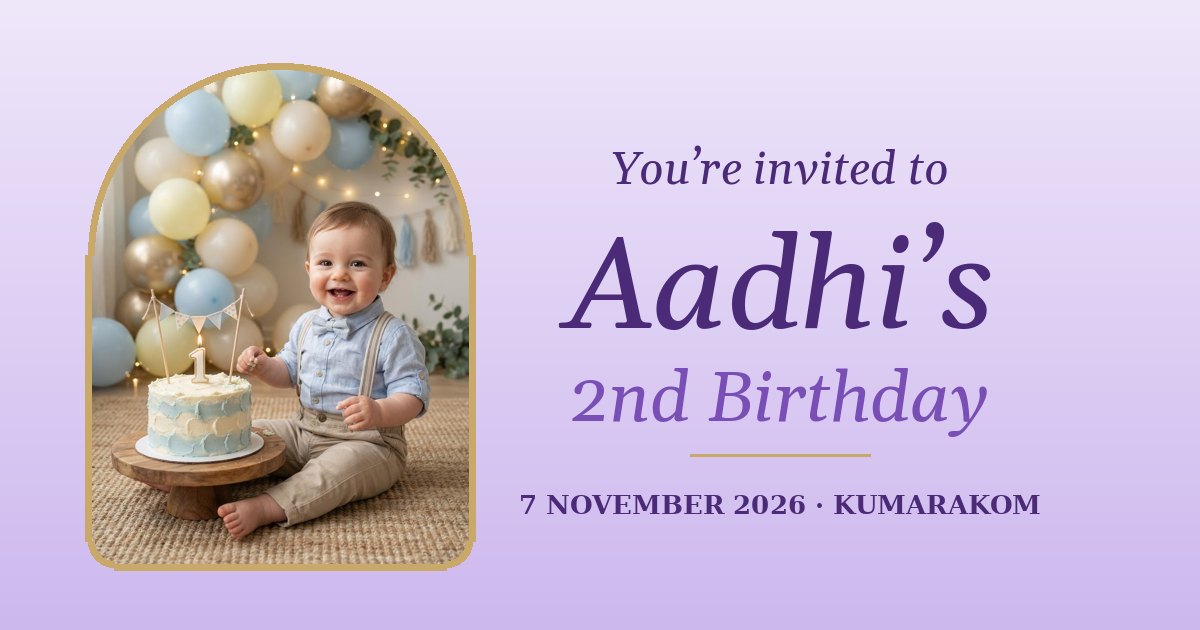 1
You’re invited to
Aadhi’s
2nd Birthday
7 NOVEMBER 2026 · KUMARAKOM